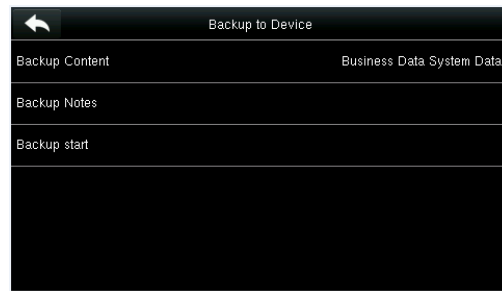 Backup to Device
Backup Content Business Data System Data
Backup Notes
Backup start